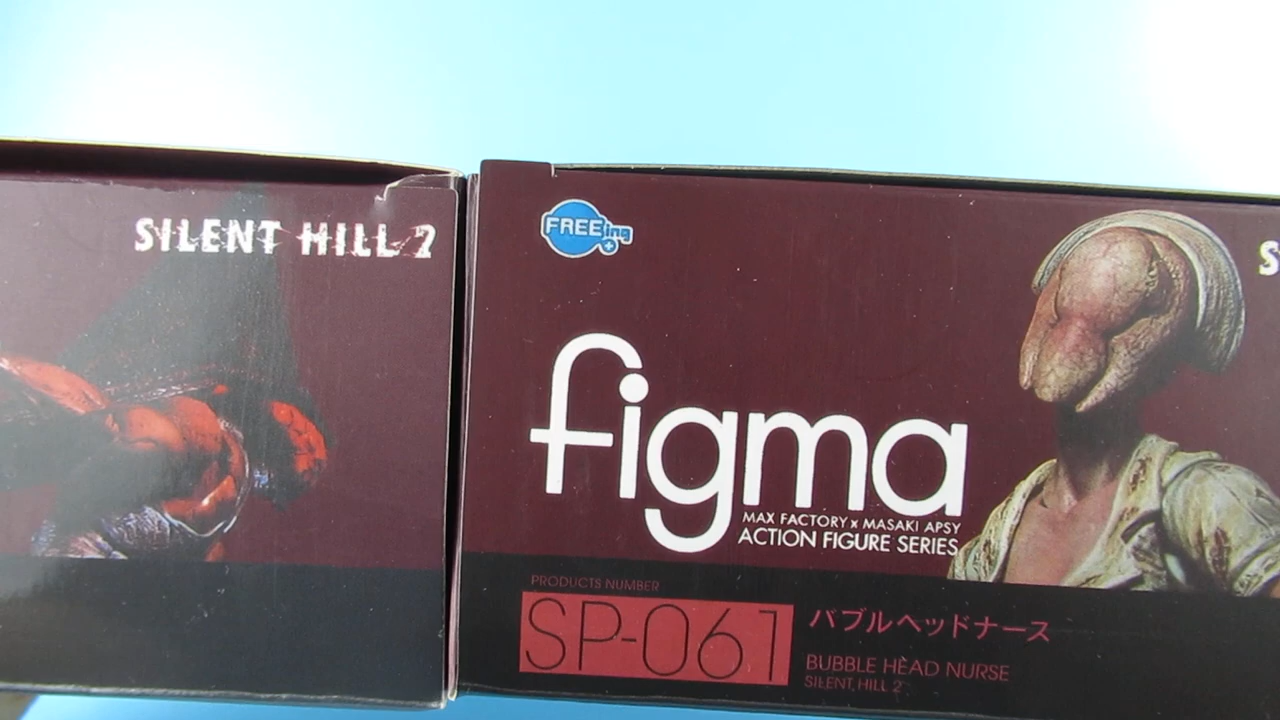 SILENT HILL 2
FREEing
figma
MAX FACTORY x MASAKI APSY
ACTION FIGURE SERIES
PRODUCTS NUMBER
SP-061
バブルヘッドナース
BUBBLE HEAD NURSE
SILENT HILL 2